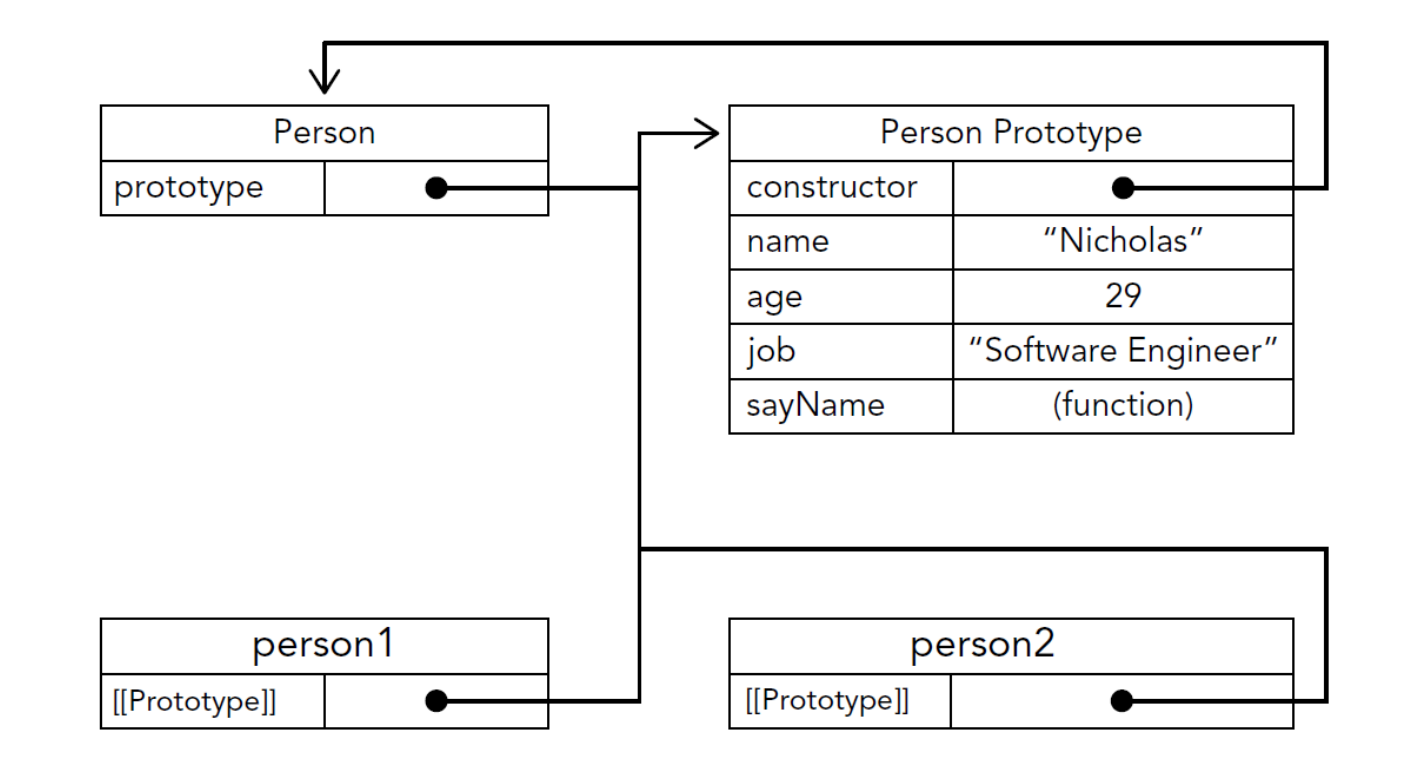 Person
prototype
Person Prototype
constructor
name “Nicholas”
age 29
job “Software Engineer”
sayName (function)
person1
[[Prototype]]
person2
[[Prototype]]